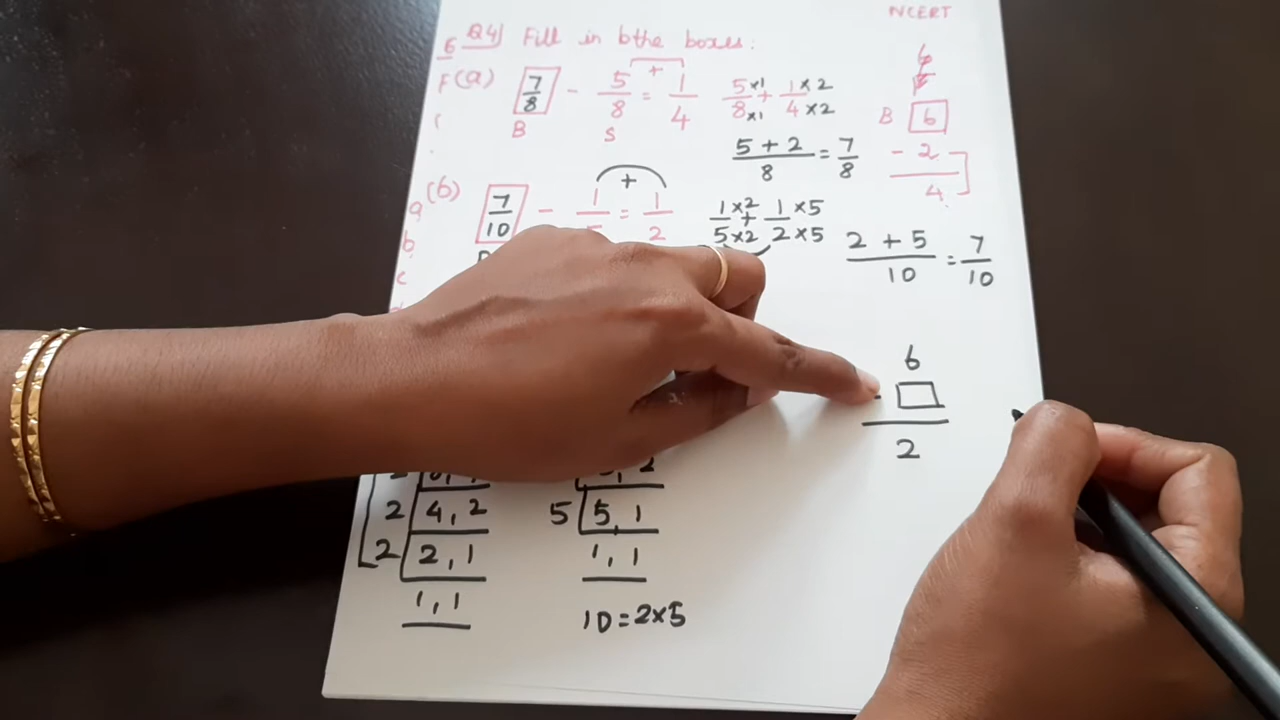 NCERT
6 Q4) Fill in bthe boxes:
F (a) 7/8 - 5/8 = 1/4
+
B S
5×1/8×1 + 1×2/4×2
5 + 2/8 = 7/8
6
B 6
- 2
4
(b) 7/10 - 1/5 = 1/2
+
1×2/5×2 + 1×5/2×5
2 + 5/10 = 7/10
a
b
c
6
- □
2
2 4, 2
2 2, 1
1, 1
5 5, 1
1, 1
10 = 2×5